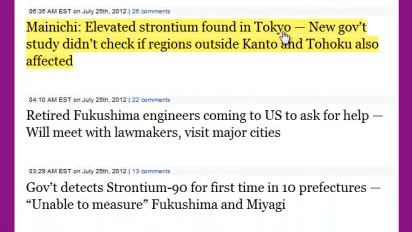 06:35 AM EST on July 25th, 2012 | 26 comments
Mainichi: Elevated strontium found in Tokyo — New gov't
study didn't check if regions outside Kanto and Tohoku also
affected
04:10 AM EST on July 25th, 2012 | 22 comments
Retired Fukushima engineers coming to US to ask for help —
Will meet with lawmakers, visit major cities
03:29 AM EST on July 25th, 2012 | 13 comments
Gov't detects Strontium-90 for first time in 10 prefectures —
“Unable to measure” Fukushima and Miyagi